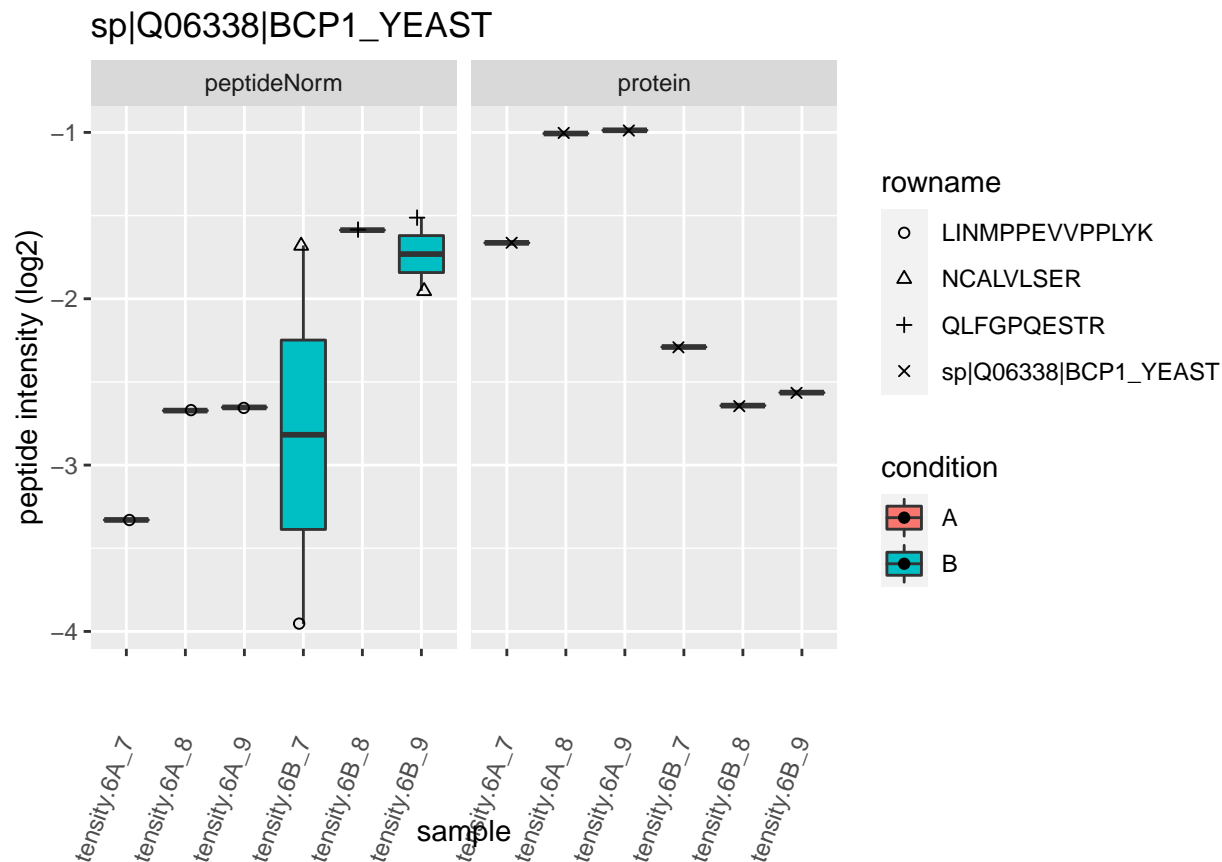 sp|Q06338|BCP1_YEAST
peptideNorm
protein
peptide intensity (log2)
−1
−2
−3
−4
tensity.6A_7
tensity.6A_8
tensity.6A_9
tensity.6B_7
tensity.6B_8
tensity.6B_9
tensity.6A_7
tensity.6A_8
tensity.6A_9
tensity.6B_7
tensity.6B_8
tensity.6B_9
sample
rowname
LINMPPEVVPPLYK
NCALVLSER
QLFGPQESTR
sp|Q06338|BCP1_YEAST
condition
A
B